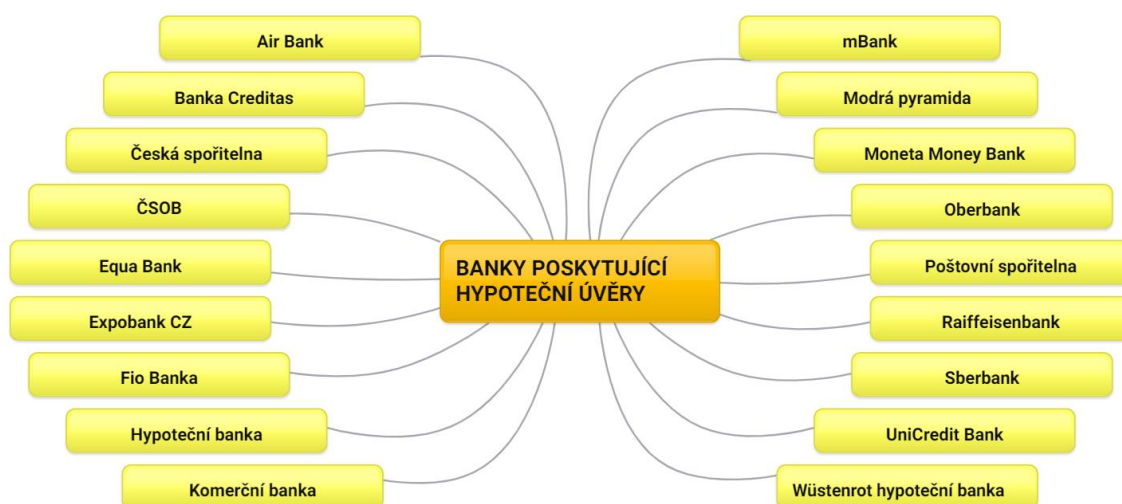 Air Bank
Banka Creditas
Česká spořitelna
ČSOB
Equa Bank
Expobank CZ
Fio Banka
Hypoteční banka
Komerční banka
BANKY POSKYTUJÍCÍ
HYPOTEČNÍ ÚVĚRY
mBank
Modrá pyramida
Moneta Money Bank
Oberbank
Poštovní spořitelna
Raiffeisenbank
Sberbank
UniCredit Bank
Wüstenrot hypoteční banka